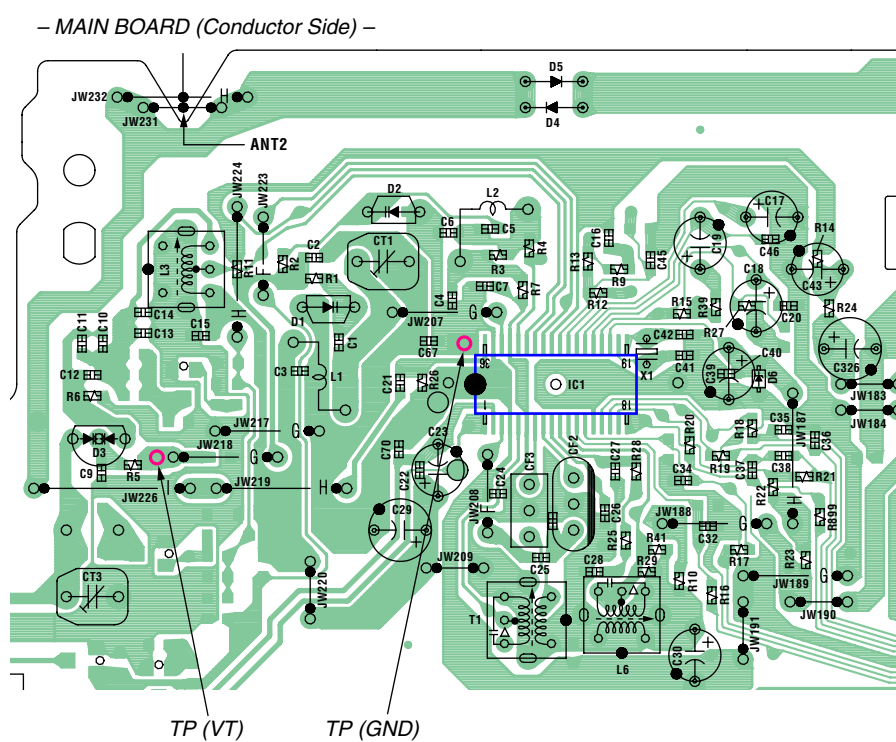 – MAIN BOARD (Conductor Side) –
D5
JW232
H
JW231
D4
ANT2
JW224
JW223
D2
L2
C17
C6
C5
C16
C19
R14
L3
R11
F
R2
C2
CT1
R4
R3
R13
R9
C45
C46
C18
C43
R1
C7
R7
R12
C4
R15
R39
C20
R24
C14
H
D1
JW207
G
R27
C11
C10
C13
C15
C1
C67
36
19
C42
C40
C326
C41
C12
C3
L1
C21
R26
IC1
X1
C39
D6
JW183
R6
1
18
JW187
JW184
JW217
G
C23
R20
R18
C35
C36
D3
JW218
G
C70
CF2
C9
R5
C22
CF3
C27
R28
R19
C37
C38
JW226
I
JW219
H
C24
C34
R22
R21
H
C29
JW208
F
C26
JW188
G
C32
R899
R25
R41
R17
R23
JW220
JW209
C25
C28
R29
CT3
R10
R16
JW189
G
JW190
T1
JW191
L6
C30
TP (VT)
TP (GND)